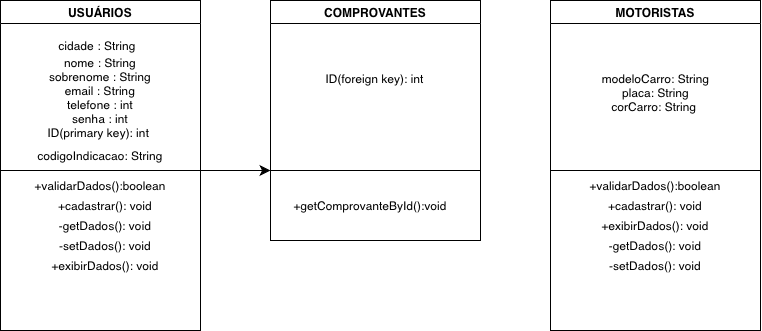 USUÁRIOS
cidade : String
nome : String
sobrenome : String
email : String
telefone : int
senha : int
ID(primary key): int
codigoIndicacao: String
+validarDados():boolean
+cadastrar(): void
-getDados(): void
-setDados(): void
+exibirDados(): void
COMPROVANTES
ID(foreign key): int
+getComprovanteById():void
MOTORISTAS
modeloCarro: String
placa: String
corCarro: String
+validarDados():boolean
+cadastrar(): void
+exibirDados(): void
-getDados(): void
-setDados(): void